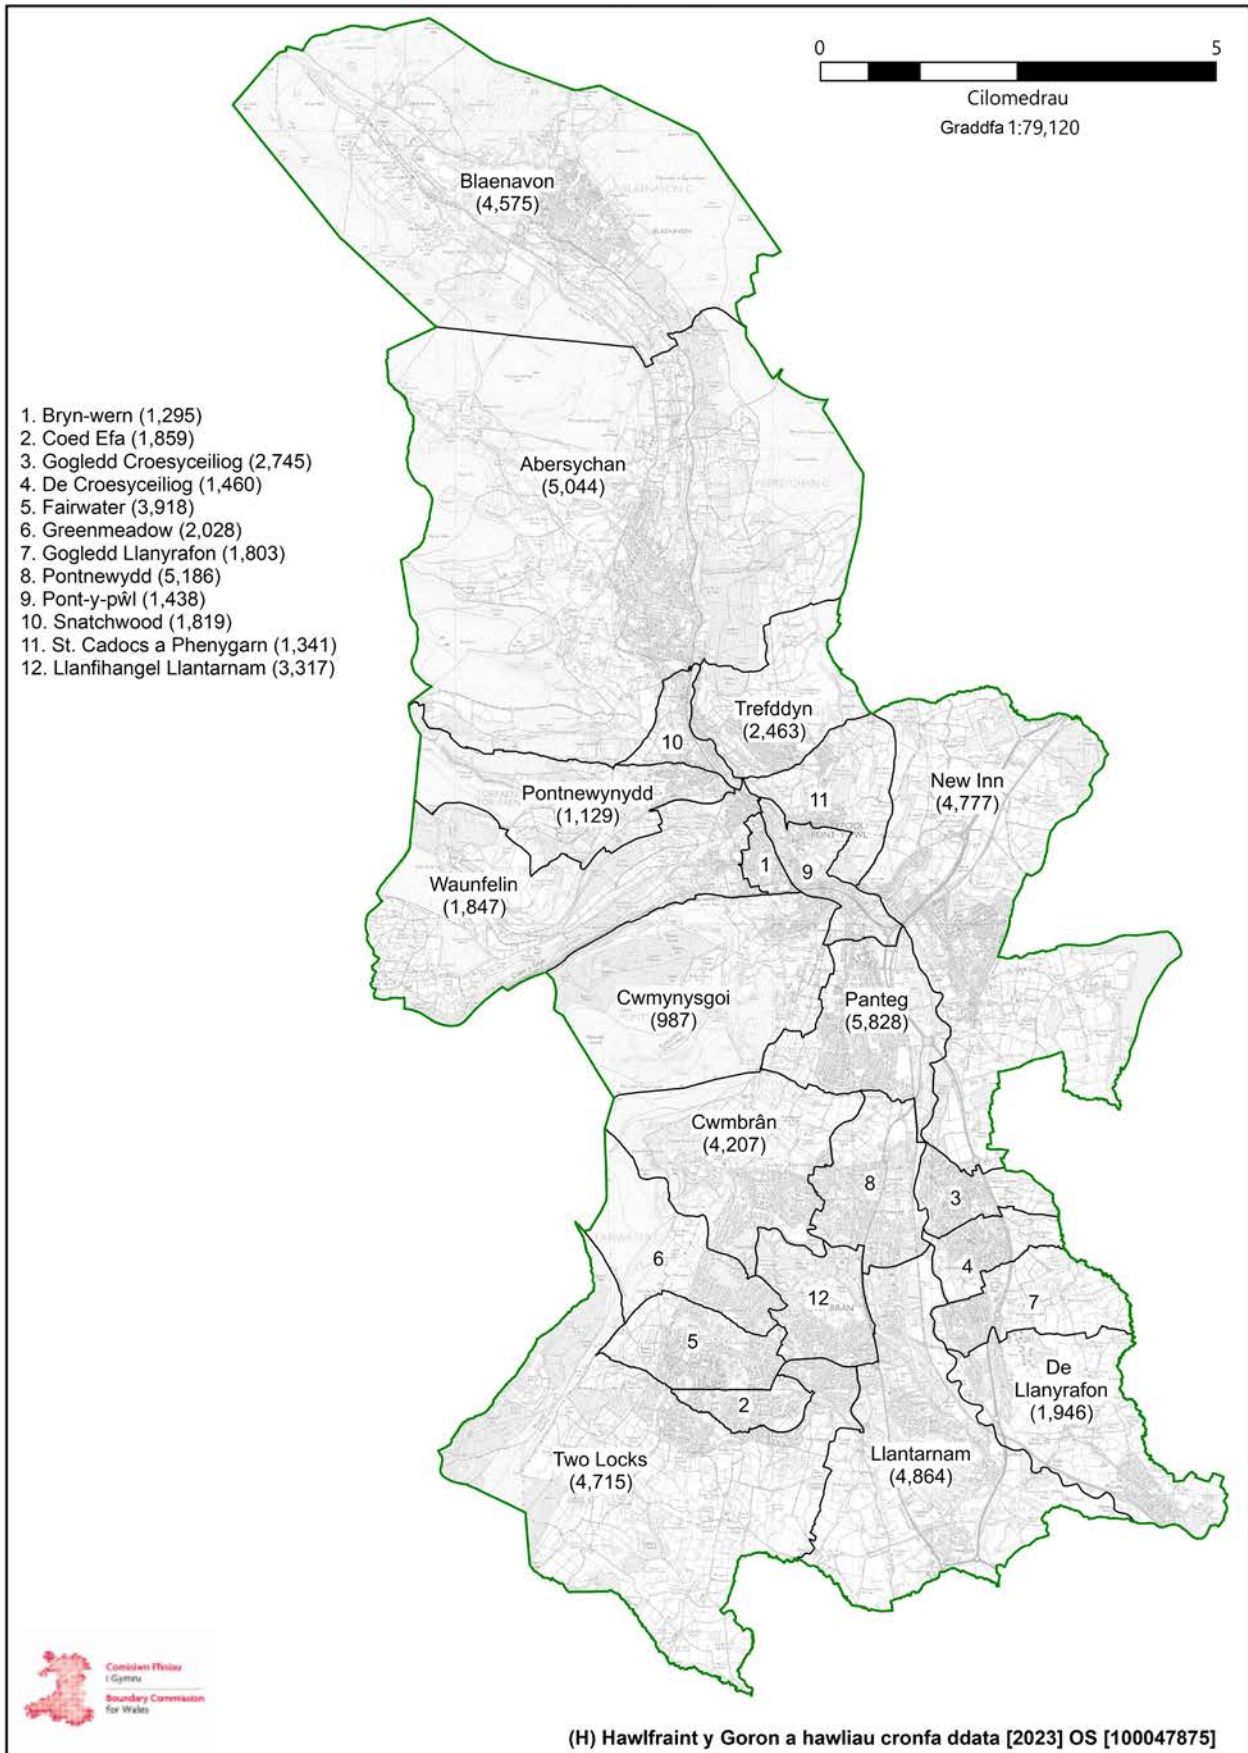 0 5
Cilomedrau
Graddfa 1:79,120
Blaenavon
(4,575)
1. Bryn-wern (1,295)
2. Coed Efa (1,859)
3. Gogledd Croesyceiliog (2,745)
4. De Croesyceiliog (1,460)
5. Fairwater (3,918)
6. Greenmeadow (2,028)
7. Gogledd Llanyrafon (1,803)
8. Pontnewydd (5,186)
9. Pont-y-pŵl (1,438)
10. Snatchwood (1,819)
11. St. Cadocs a Phenygarn (1,341)
12. Llanfihangel Llantarnam (3,317)
Abersychan
(5,044)
Trefddyn
(2,463)
10
New Inn
(4,777)
Pontnewynydd
(1,129)
11
1
9
Waunfelin
(1,847)
Cwmynysgoi
(987)
Panteg
(5,828)
Cwmbrân
(4,207)
8
3
6
4
12
7
5
De
Llanyrafon
(1,946)
2
Two Locks
(4,715)
Llantarnam
(4,864)
Comisiwn Ffiniau
i Gymru
Boundary Commission
for Wales
(H) Hawlfraint y Goron a hawliau cronfa ddata [2023] OS [100047875]